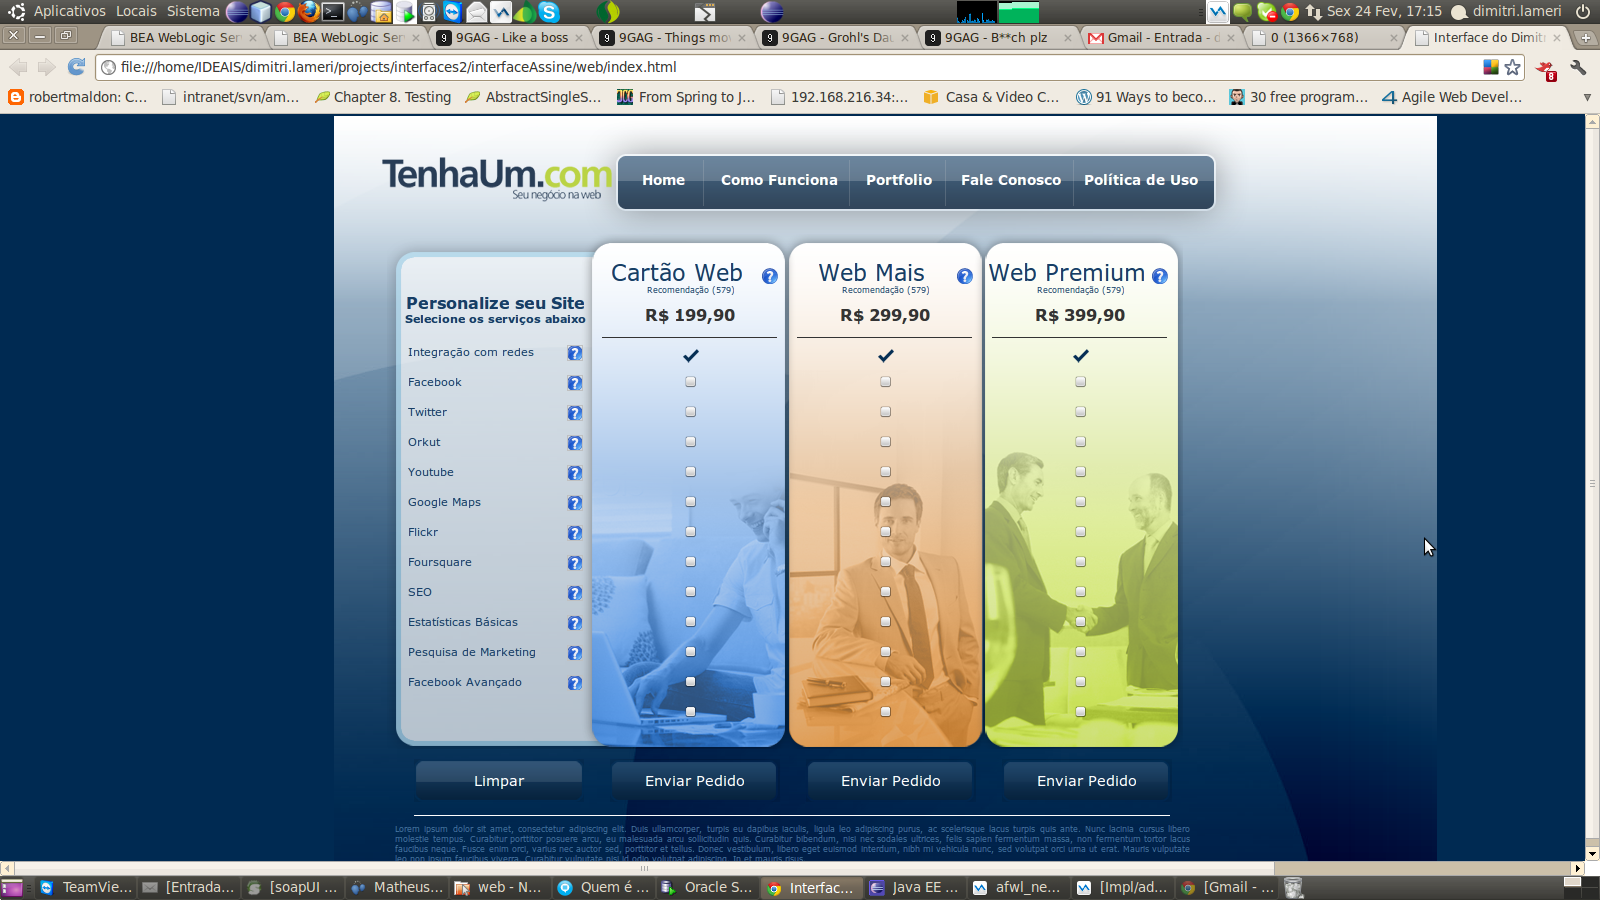 Aplicativos Locais Sistema Sex 24 Fev, 17:15 dimitri.lameri
BEA WebLogic Ser BEA WebLogic Ser 9GAG - Like a boss 9GAG - Things mo 9GAG - Grohl's Da 9GAG - B**ch plz Gmail - Entrada - d 0 (1366×768) Interface do Dimit
file:///home/IDEAIS/dimitri.lameri/projects/interfaces2/interfaceAssine/web/index.html 8
robertmaldon: C... intranet/svn/am... Chapter 8. Testing AbstractSingleS... From Spring to J... 192.168.216.34:... Casa & Video C... 91 Ways to beco... 30 free program... Agile Web Devel...
TenhaUm.com
Seu negócio na web
Home Como Funciona Portfolio Fale Conosco Política de Uso
Cartão Web ? Web Mais ? Web Premium ?
Recomendação (579) Recomendação (579) Recomendação (579)
Personalize seu Site
R$ 199,90 R$ 299,90 R$ 399,90
Selecione os serviços abaixo
Integração com redes ?
Facebook ?
Twitter ?
Orkut ?
Youtube ?
Google Maps ?
Flickr ?
Foursquare ?
SEO ?
Estatísticas Básicas ?
Pesquisa de Marketing ?
Facebook Avançado ?
Limpar Enviar Pedido Enviar Pedido Enviar Pedido
Lorem ipsum dolor sit amet, consectetur adipiscing elit. Duis ullamcorper, turpis eu dapibus iaculis, ligula leo adipiscing purus, ac scelerisque lacus turpis quis ante. Nunc lacinia cursus libero
molestie tempus. Curabitur porttitor posuere arcu, eu malesuada arcu sollicitudin quis. Curabitur bibendum, nisi nec sodales ultrices, felis sapien fermentum massa, non fermentum tortor lacus
faucibus neque. Fusce enim orci, varius nec auctor sed, porttitor et tellus. Donec vestibulum, libero eget euismod interdum, nibh mi vehicula nunc, sed volutpat orci urna ut erat. Mauris vulputate
leo non ipsum faucibus viverra. Curabitur vulputate nisl id odio volutpat adipiscing. In et mauris risus.
TeamVie... [Entrada... [soapUI ... Matheus... web - N... Quem é ... Oracle S... Interfac... Java EE ... afwl_ne... [Impl/ad... [Gmail - ...